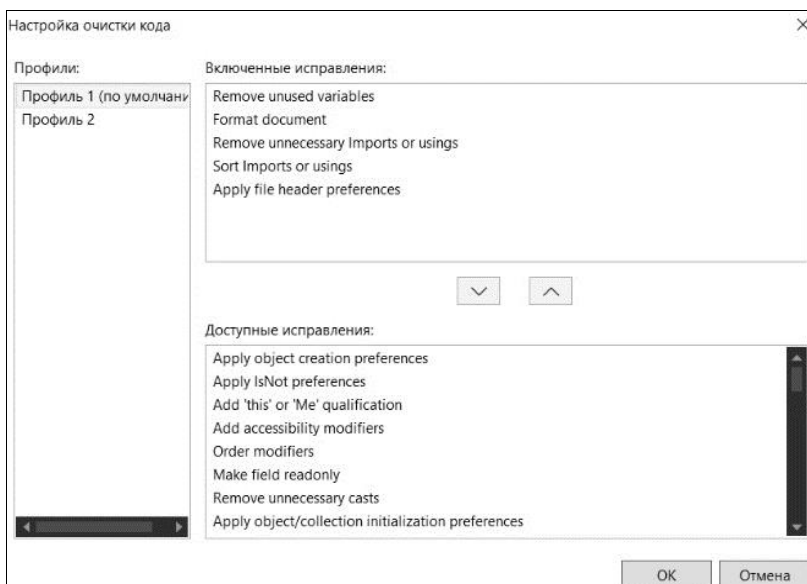 Настройка очистки кода
Профили:
Профиль 1 (по умолчани
Профиль 2
Включенные исправления:
Remove unused variables
Format document
Remove unnecessary Imports or usings
Sort Imports or usings
Apply file header preferences
Доступные исправления:
Apply object creation preferences
Apply IsNot preferences
Add 'this' or 'Me' qualification
Add accessibility modifiers
Order modifiers
Make field readonly
Remove unnecessary casts
Apply object/collection initialization preferences
ОК
Отмена